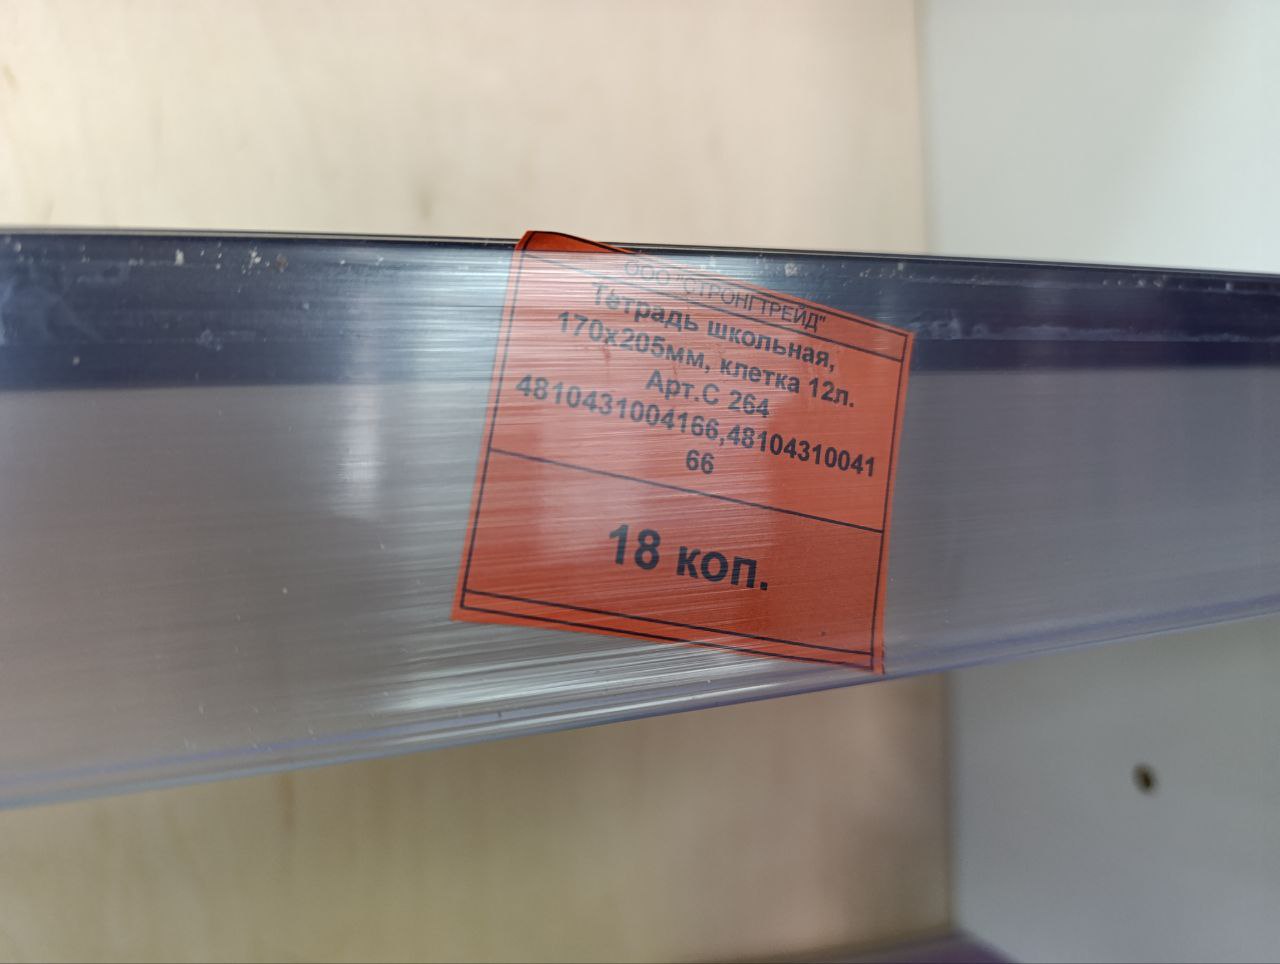 ООО "СТРОНГТРЕЙД"
Тетрадь школьная,
170х205мм, клетка 12л.
Арт.С 264
4810431004166,48104310041
66
18 коп.